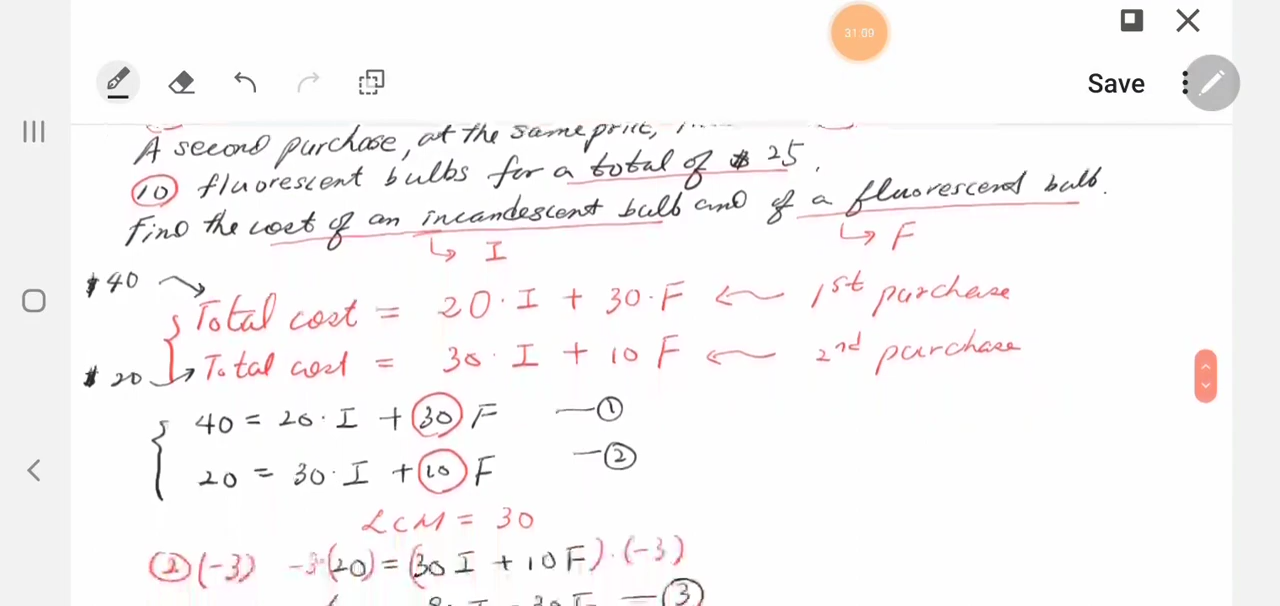 31:09
Save
A second purchase, at the same price,
10 fluorescent bulbs for a total of $ 25.
Find the cost of an incandescent bulb and of a fluorescend bulb.
↳ I ↳ F
$40
Total cost = 20·I + 30·F ← 1st purchase
$20 → Total cost = 30·I + 10 F ← 2nd purchase
40 = 20·I + 30 F —①
20 = 30·I + 10 F —②
LCM = 30
②(-3) -3(20) = (30 I + 10 F)·(-3)
—③